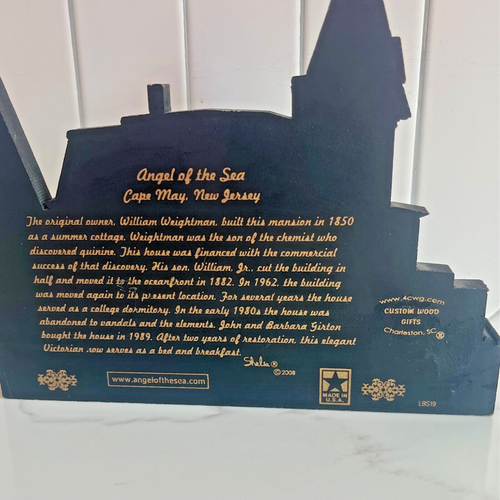 Angel of the Sea
Cape May, New Jersey
The original owner, William Weightman, built this mansion in 1850
as a summer cottage. Weightman was the son of the chemist who
discovered quinine. This house was financed with the commercial
success of that discovery. His son, William, Jr., cut the building in
half and moved it to the oceanfront in 1882. In 1962, the building
was moved again to its present location. For several years the house
served as a college dormitory. In the early 1980s the house was
abandoned to vandals and the elements. John and Barbara Girton
bought the house in 1989. After two years of restoration, this elegant
Victorian now serves as a bed and breakfast.
Shelia ®
© 2008
www.angelofthesea.com
MADE IN
U.S.A.
www.4cwg.com
CUSTOM WOOD
GIFTS
Charleston, SC ®
LBS19